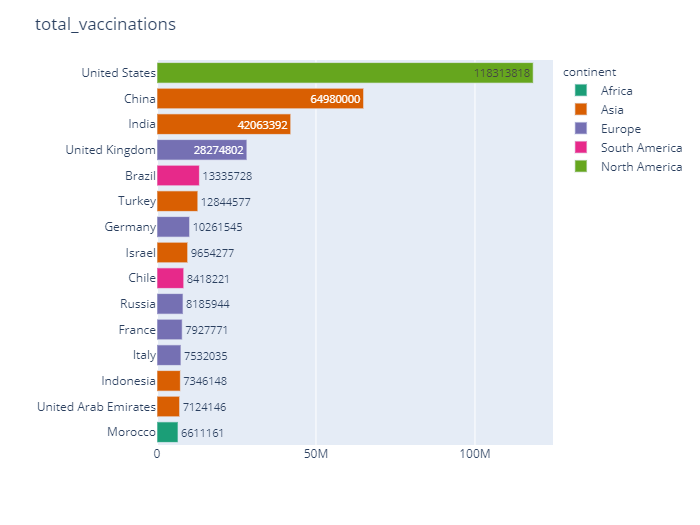 total_vaccinations
United States 118313818
China 64980000
India 42063392
United Kingdom 28274802
Brazil 13335728
Turkey 12844577
Germany 10261545
Israel 9654277
Chile 8418221
Russia 8185944
France 7927771
Italy 7532035
Indonesia 7346148
United Arab Emirates 7124146
Morocco 6611161
0 50M 100M
continent
Africa
Asia
Europe
South America
North America